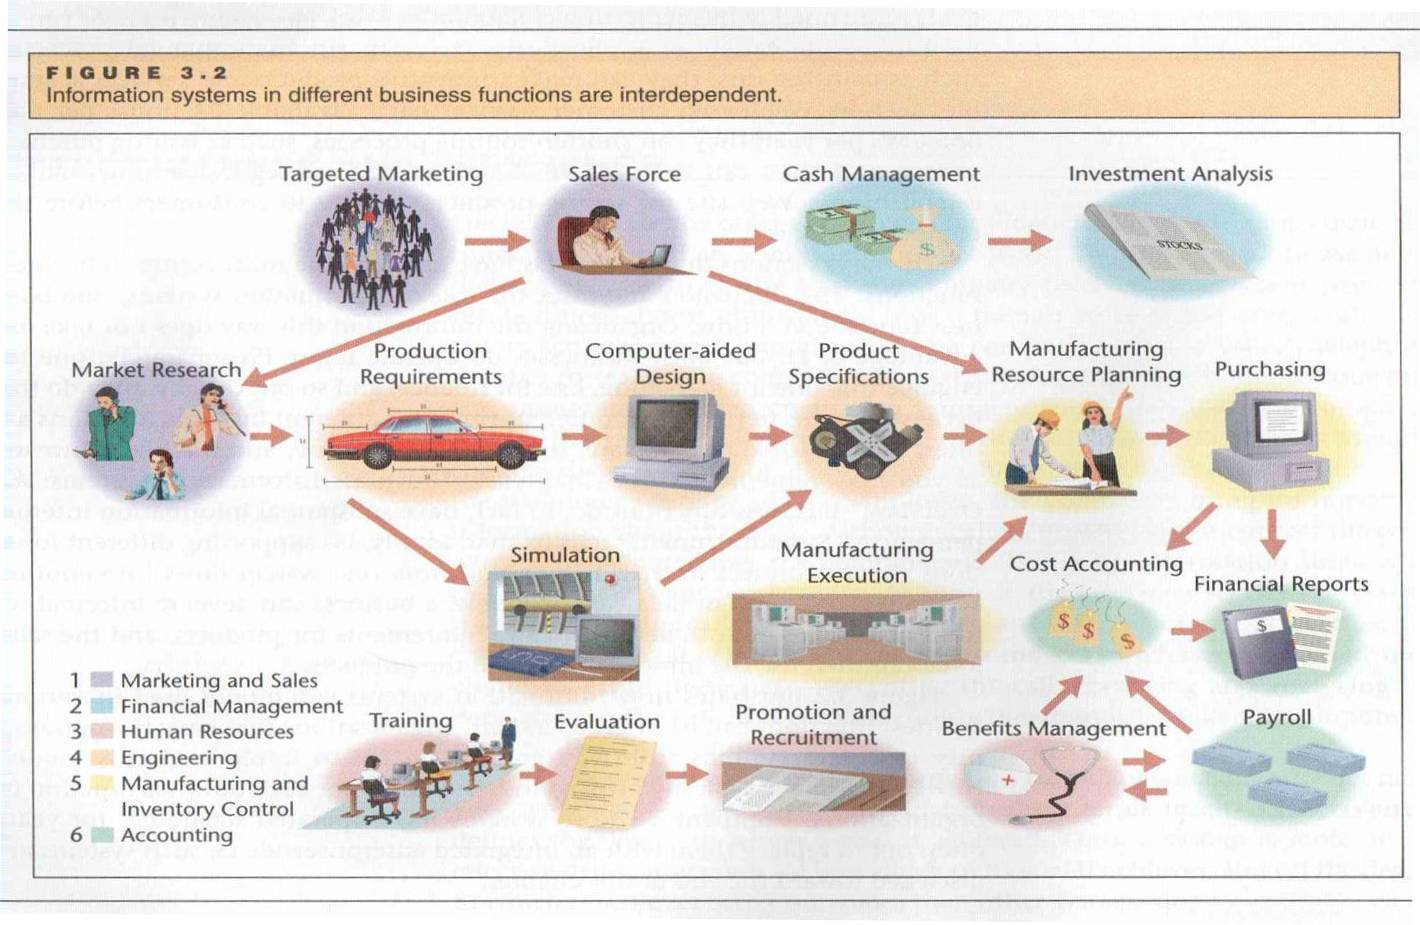 FIGURE 3.2
Information systems in different business functions are interdependent.
Targeted Marketing
Sales Force
Cash Management
Investment Analysis
$
STOCKS
Market Research
Production
Requirements
Computer-aided
Design
Product
Specification
Manufacturing
Resource Planning
Purchasing
Simulation
Manufacturing
Execution
Cost Accounting
Financial Reports
$
$
$
$
1 Marketing and Sales
2 Financial Management
3 Human Resources
4 Engineering
5 Manufacturing and
Inventory Control
6 Accounting
Training
Evaluation
Promotion and
Recruitment
Benefits Management
Payroll